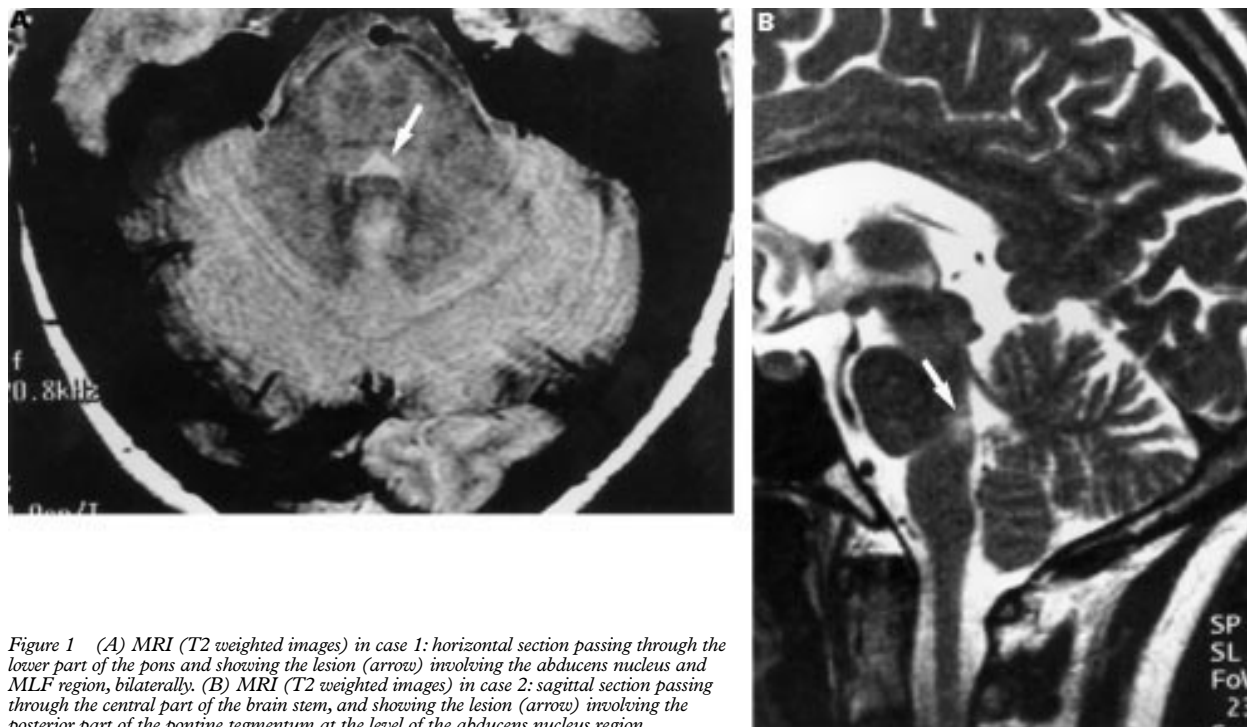 A
B
f
0.8kHz
SP
SL
FoV
Figure 1 (A) MRI (T2 weighted images) in case 1: horizontal section passing through the
lower part of the pons and showing the lesion (arrow) involving the abducens nucleus and
MLF region, bilaterally. (B) MRI (T2 weighted images) in case 2: sagittal section passing
through the central part of the brain stem, and showing the lesion (arrow) involving the
posterior part of the pontine tegmentum at the level of the abducens nucleus region.